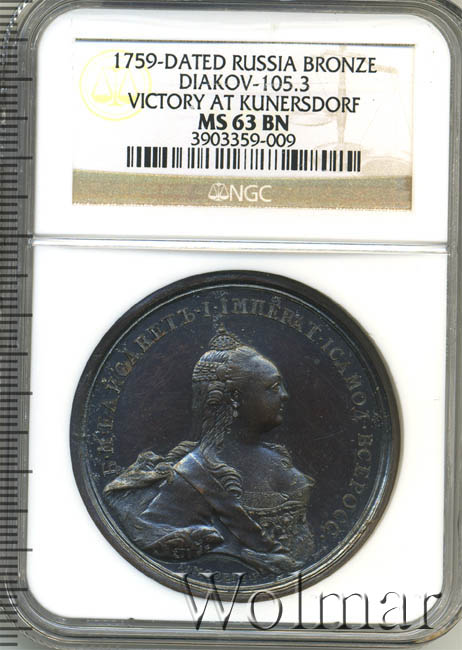 1759-DATED RUSSIA BRONZE
DIAKOV-105.3
VICTORY AT KUNERSDORF
MS 63 BN
3903359-009
NGC
Б·М·ЕЛИСАВЕТЪ·I·IМПЕРАТ·IСАМОД·ВСЕРОСС·
Wolmar